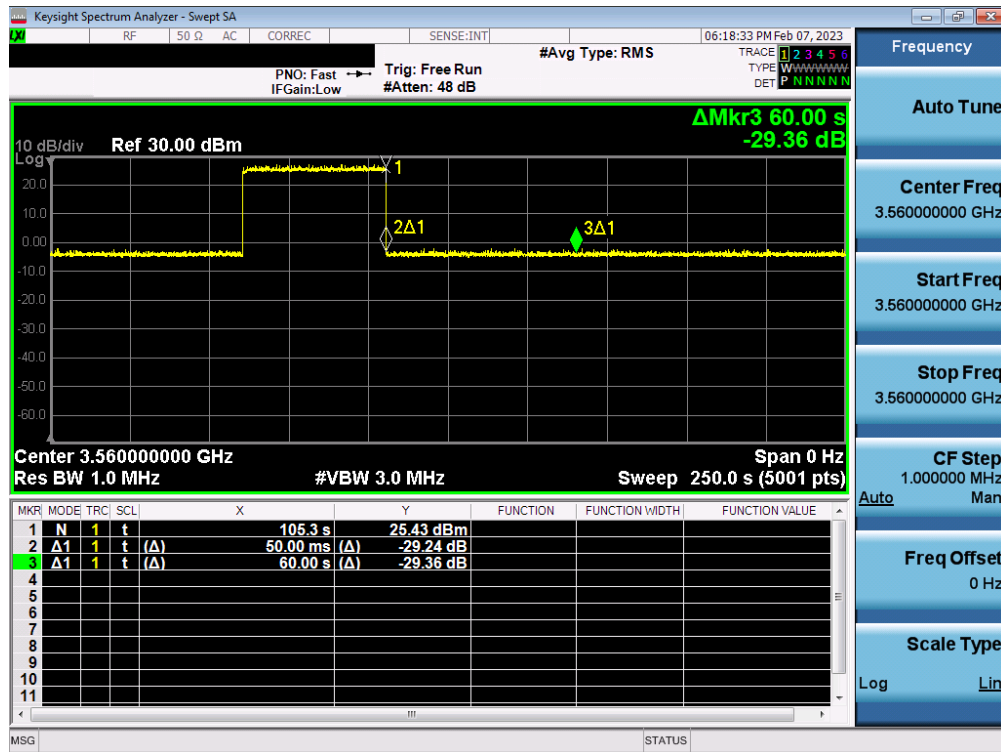 Keysight Spectrum Analyzer - Swept SA
LXI RF 50 Ω AC CORREC SENSE:INT 06:18:33 PM Feb 07, 2023
Frequency
#Avg Type: RMS
TRACE 1 2 3 4 5 6
TYPE W W W W W W
DET P N N N N N
PNO: Fast Trig: Free Run
IFGain:Low #Atten: 48 dB
Auto Tune
ΔMkr3 60.00 s
-29.36 dB
10 dB/div Ref 30.00 dBm
Log
1
20.0
10.0
2Δ1 3Δ1
0.00
-10.0
-20.0
-30.0
-40.0
-50.0
-60.0
Center 3.560000000 GHz Span 0 Hz
Res BW 1.0 MHz #VBW 3.0 MHz Sweep 250.0 s (5001 pts)
Center Freq
3.560000000 GHz
Start Freq
3.560000000 GHz
Stop Freq
3.560000000 GHz
CF Step
1.000000 MHz
Auto Man
Freq Offset
0 Hz
Scale Type
Log Lin
MKR MODE TRC SCL X Y FUNCTION FUNCTION WIDTH FUNCTION VALUE
1 N 1 t 105.3 s 25.43 dBm
2 Δ1 1 t (Δ) 50.00 ms (Δ) -29.24 dB
3 Δ1 1 t (Δ) 60.00 s (Δ) -29.36 dB
4
5
6
7
8
9
10
11
MSG STATUS